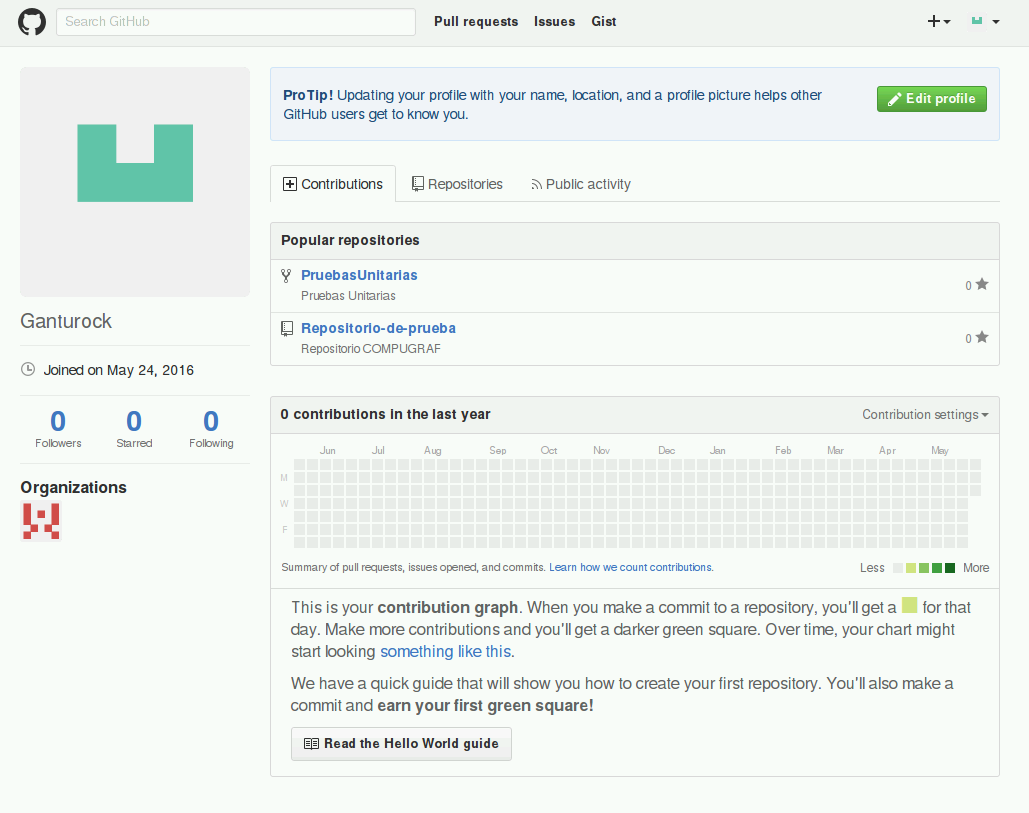 Search GitHub
Pull requests Issues Gist
ProTip! Updating your profile with your name, location, and a profile picture helps other
GitHub users get to know you.
Edit profile
Contributions Repositories Public activity
Popular repositories
PruebasUnitarias
Pruebas Unitarias
0
Repositorio-de-prueba
Repositorio COMPUGRAF
0
Ganturock
Joined on May 24, 2016
0 0 0
Followers Starred Following
Organizations
0 contributions in the last year
Contribution settings
Jun Jul Aug Sep Oct Nov Dec Jan Feb Mar Apr May
M
W
F
Summary of pull requests, issues opened, and commits. Learn how we count contributions.
Less More
This is your contribution graph. When you make a commit to a repository, you'll get a for that
day. Make more contributions and you'll get a darker green square. Over time, your chart might
start looking something like this.
We have a quick guide that will show you how to create your first repository. You'll also make a
commit and earn your first green square!
Read the Hello World guide